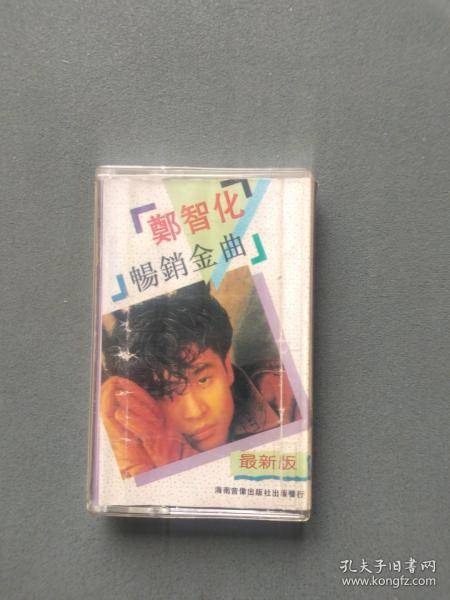 「鄭智化」
「暢銷金曲」
最新版
海南音像出版社出版發行
孔夫子旧书网
www.kongfz.com